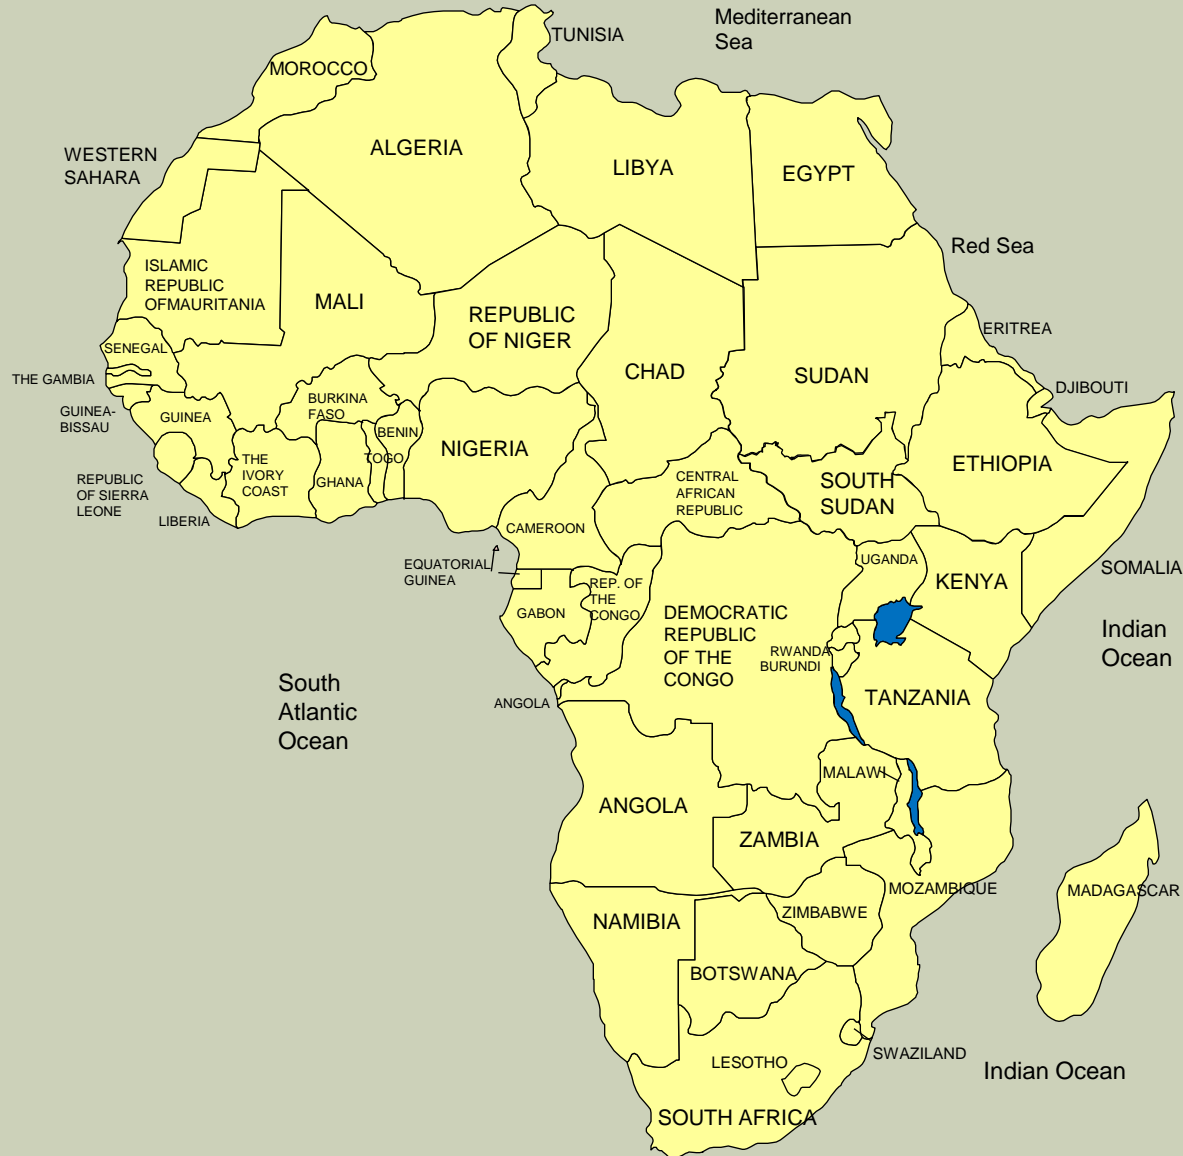 Mediterranean
Sea
TUNISIA
MOROCCO
ALGERIA
WESTERN
SAHARA
LIBYA
EGYPT
Red Sea
ISLAMIC
REPUBLIC
OFMAURITANIA
MALI
REPUBLIC
OF NIGER
CHAD
SUDAN
ERITREA
SENEGAL
THE GAMBIA
DJIBOUTI
GUINEA-
BISSAU
GUINEA
BURKINA
FASO
BENIN
TOGO
NIGERIA
ETHIOPIA
THE
IVORY
COAST
GHANA
CENTRAL
AFRICAN
REPUBLIC
SOUTH
SUDAN
REPUBLIC
OF SIERRA
LEONE
LIBERIA
CAMEROON
EQUATORIAL
GUINEA
UGANDA
KENYA
SOMALIA
REP. OF
THE
CONGO
GABON
DEMOCRATIC
REPUBLIC
OF THE
CONGO
RWANDA
BURUNDI
Indian
Ocean
South
Atlantic
Ocean
ANGOLA
TANZANIA
MALAWI
ANGOLA
ZAMBIA
MOZAMBIQUE
MADAGASCAR
NAMIBIA
ZIMBABWE
BOTSWANA
SWAZILAND
LESOTHO
Indian Ocean
SOUTH AFRICA